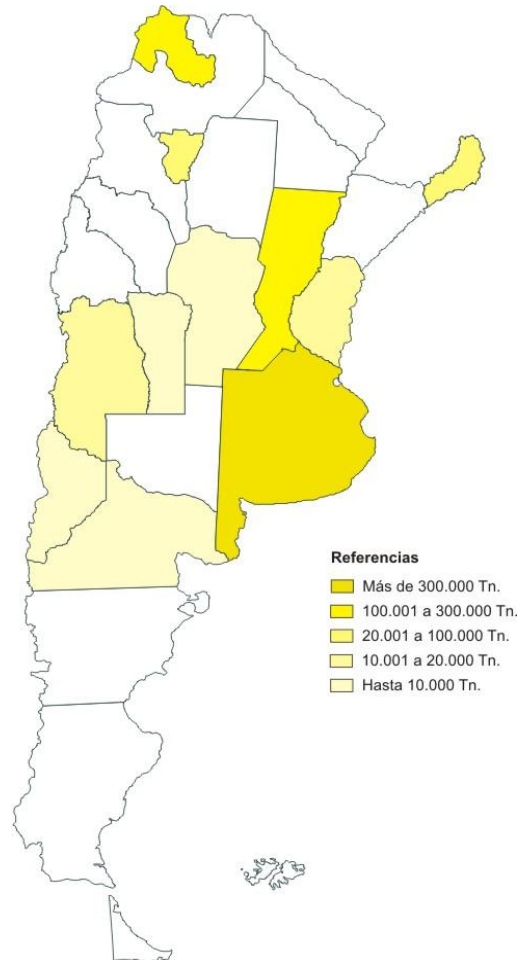 Referencias
Más de 300.000 Tn.
100.001 a 300.000 Tn.
20.001 a 100.000 Tn.
10.001 a 20.000 Tn.
Hasta 10.000 Tn.